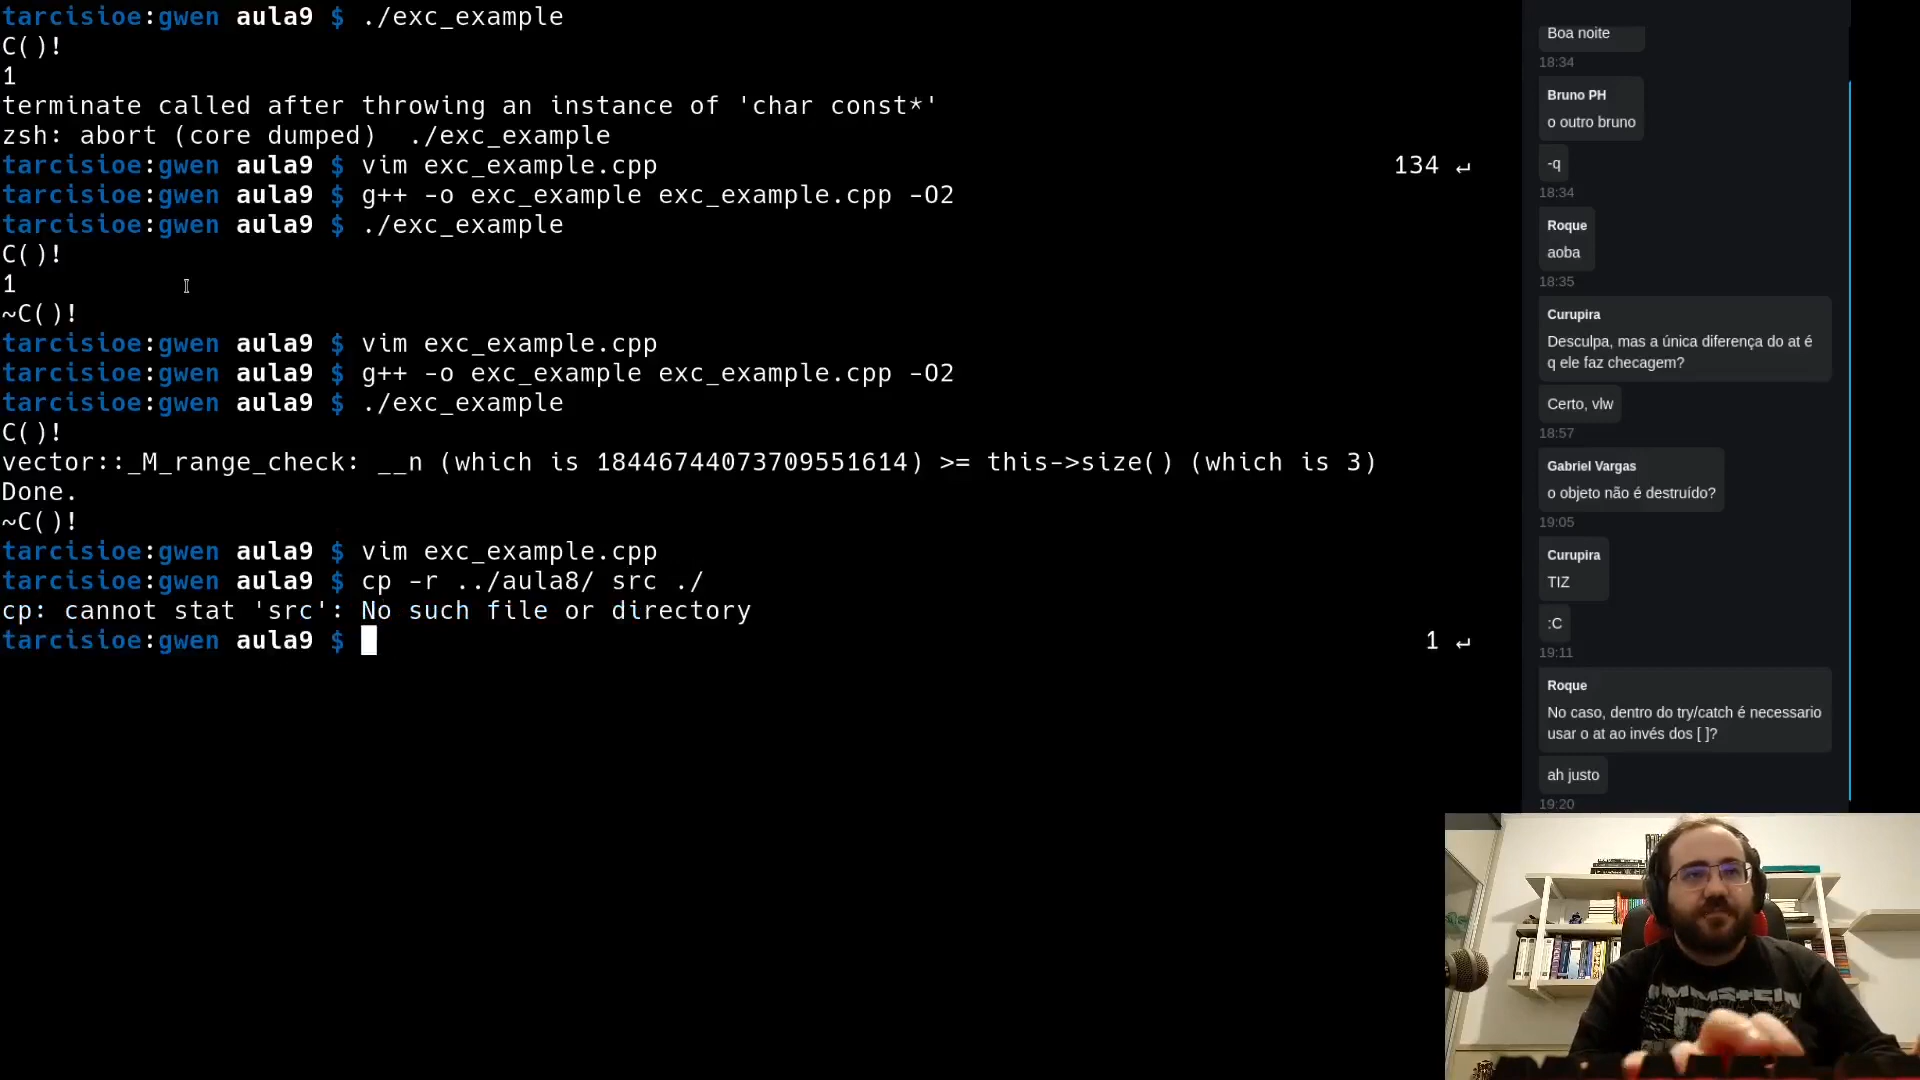 tarcisioe:gwen aula9 $ ./exc_example
C()!
1
terminate called after throwing an instance of 'char const*'
zsh: abort (core dumped)  ./exc_example
tarcisioe:gwen aula9 $ vim exc_example.cpp 134 ↵
tarcisioe:gwen aula9 $ g++ -o exc_example exc_example.cpp -O2
tarcisioe:gwen aula9 $ ./exc_example
C()!
1
~C()!
tarcisioe:gwen aula9 $ vim exc_example.cpp
tarcisioe:gwen aula9 $ g++ -o exc_example exc_example.cpp -O2
tarcisioe:gwen aula9 $ ./exc_example
C()!
vector::_M_range_check: __n (which is 18446744073709551614) >= this->size() (which is 3)
Done.
~C()!
tarcisioe:gwen aula9 $ vim exc_example.cpp
tarcisioe:gwen aula9 $ cp -r ../aula8/ src ./
cp: cannot stat 'src': No such file or directory
tarcisioe:gwen aula9 $ 1 ↵
Boa noite
18:34
Bruno PH
o outro bruno
-q
18:34
Roque
aoba
18:35
Curupira
Desculpa, mas a única diferença do at é
q ele faz checagem?
Certo, vlw
18:57
Gabriel Vargas
o objeto não é destruído?
19:05
Curupira
TIZ
:C
19:11
Roque
No caso, dentro do try/catch é necessario
usar o at ao invés dos [ ]?
ah justo
19:20